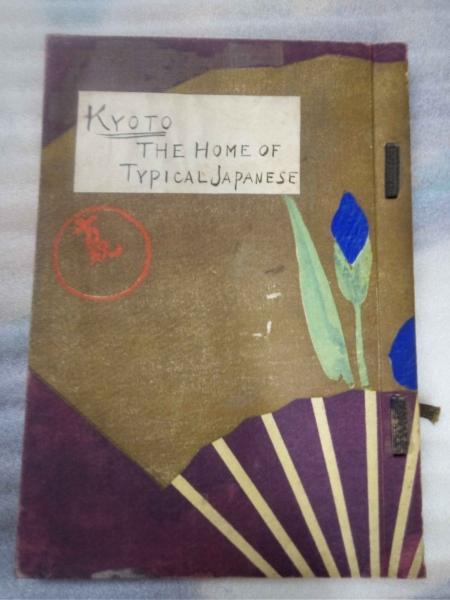 KYOTO
THE HOME OF
TYPICAL JAPANESE